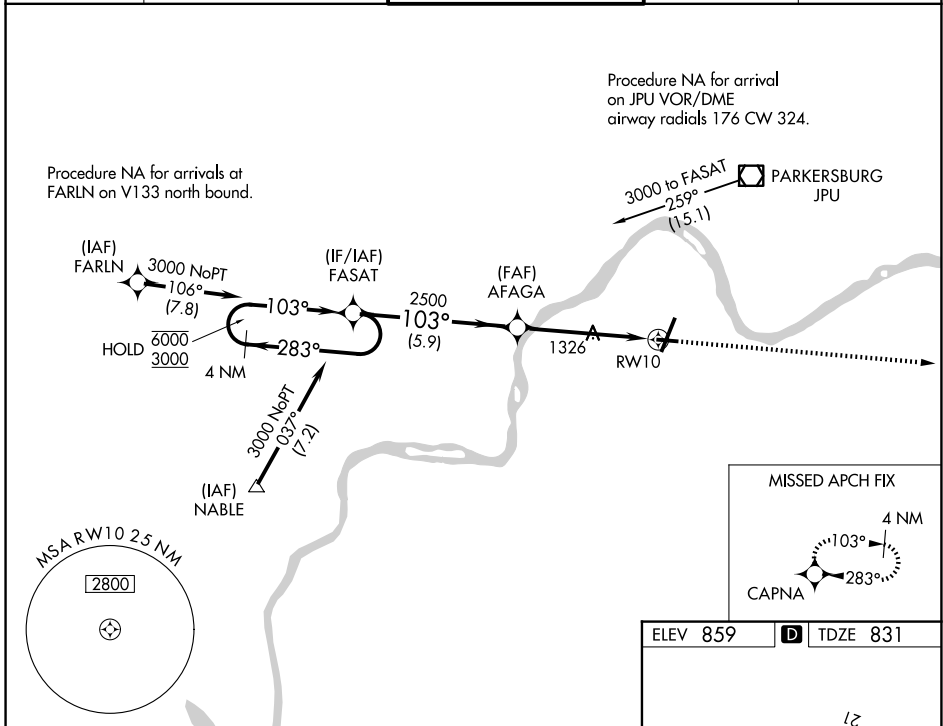 Procedure NA for arrival
on JPU VOR/DME
airway radials 176 CW 324.
Procedure NA for arrivals at
FARLN on V133 north bound.
3000 to FASAT
259°
(15.1)
PARKERSBURG
JPU
(IAF)
FARLN
3000 NoPT
106°
(7.8)
(IF/IAF)
FASAT
(FAF)
AFAGA
103°
2500
103°
(5.9)
HOLD
6000
3000
283°
4 NM
1326
RW10
3000 NoPT
037°
(7.2)
(IAF)
NABLE
MISSED APCH FIX
4 NM
103°
283°
CAPNA
MSA RW10 25 NM
2800
ELEV 859
D
TDZE 831
21